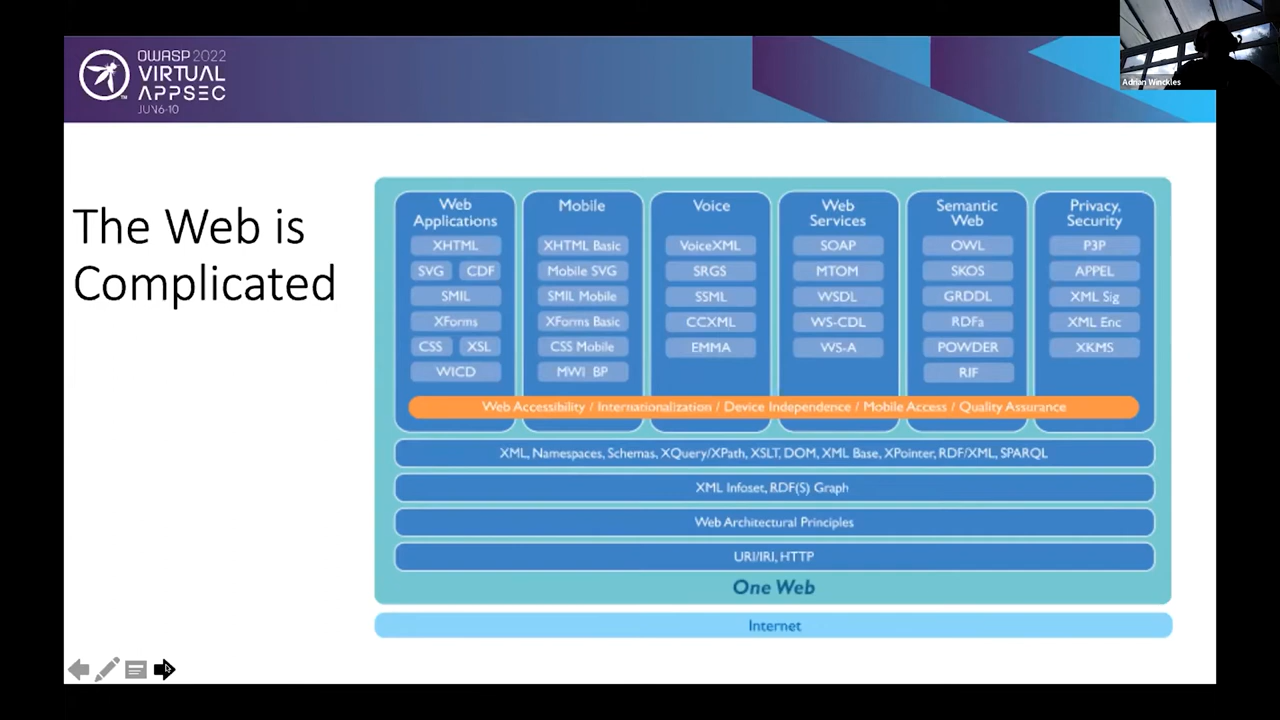 OWASP 2022
VIRTUAL
APPSEC
JUN 6-10
Adrian Winckles
The Web is
Complicated
Web
Applications
XHTML
SVG CDF
SMIL
XForms
CSS XSL
WICD
Mobile
XHTML Basic
Mobile SVG
SMIL Mobile
XForms Basic
CSS Mobile
MWI BP
Voice
VoiceXML
SRGS
SSML
CCXML
EMMA
Web
Services
SOAP
MTOM
WSDL
WS-CDL
WS-A
Semantic
Web
OWL
SKOS
GRDDL
RDFa
POWDER
RIF
Privacy,
Security
P3P
APPEL
XML Sig
XML Enc
XKMS
Web Accessibility / Internationalization / Device Independence / Mobile Access / Quality Assurance
XML, Namespaces, Schemas, XQuery/XPath, XSLT, DOM, XML Base, XPointer, RDF/XML, SPARQL
XML Infoset, RDF(S) Graph
Web Architectural Principles
URI/IRI, HTTP
One Web
Internet